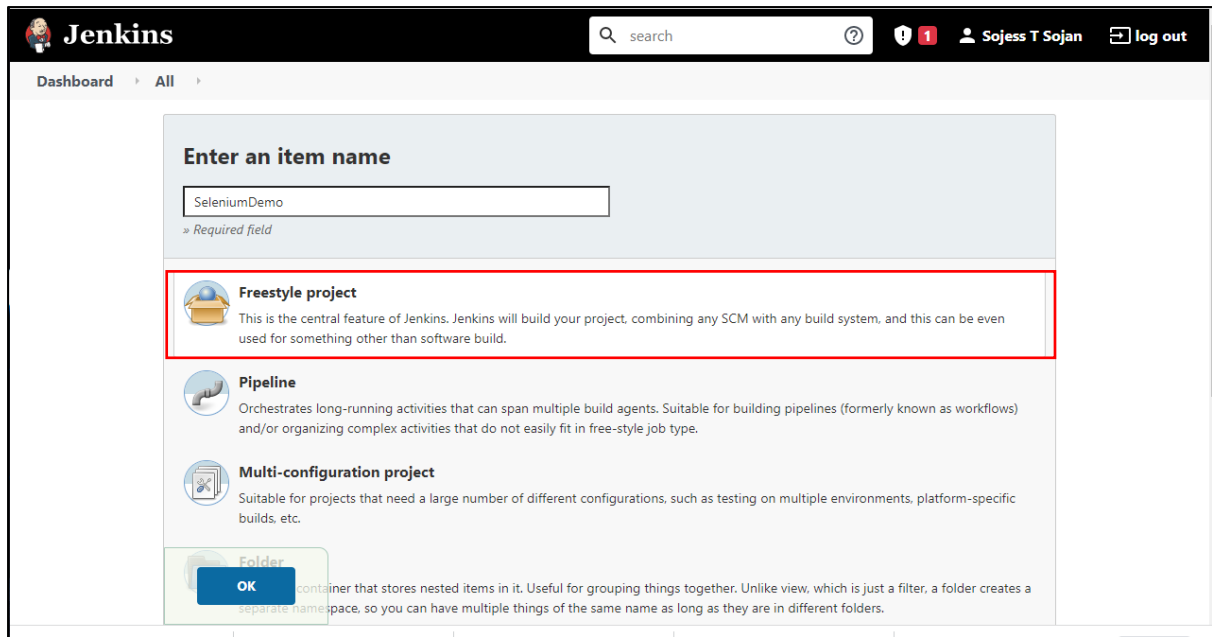 Jenkins
search
1
Sojess T Sojan
log out
Dashboard
All
Enter an item name
SeleniumDemo
» Required field
Freestyle project
This is the central feature of Jenkins. Jenkins will build your project, combining any SCM with any build system, and this can be even
used for something other than software build.
Pipeline
Orchestrates long-running activities that can span multiple build agents. Suitable for building pipelines (formerly known as workflows)
and/or organizing complex activities that do not easily fit in free-style job type.
Multi-configuration project
Suitable for projects that need a large number of different configurations, such as testing on multiple environments, platform-specific
builds, etc.
Folder
OK
container that stores nested items in it. Useful for grouping things together. Unlike view, which is just a filter, a folder creates a
separate namespace, so you can have multiple things of the same name as long as they are in different folders.